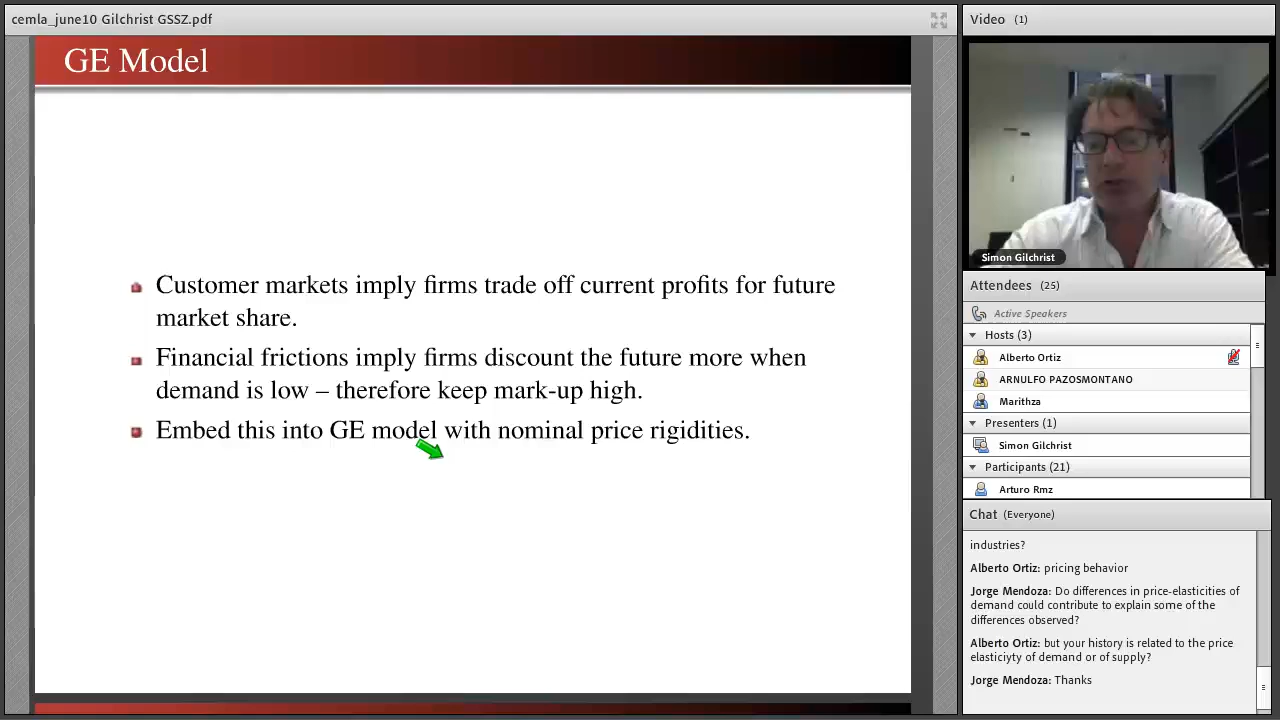 cemla_june10 Gilchrist GSSZ.pdf
GE Model
Customer markets imply firms trade off current profits for future
market share.
Financial frictions imply firms discount the future more when
demand is low – therefore keep mark-up high.
Embed this into GE model with nominal price rigidities.
Video (1)
Simon Gilchrist
Attendees (25)
Active Speakers
Hosts (3)
Alberto Ortiz
ARNULFO PAZOSMONTANO
Marithza
Presenters (1)
Simon Gilchrist
Participants (21)
Arturo Rmz
Chat (Everyone)
industries?
Alberto Ortiz: pricing behavior
Jorge Mendoza: Do differences in price-elasticities of
demand could contribute to explain some of the
differences observed?
Alberto Ortiz: but your history is related to the price
elasticiyty of demand or of supply?
Jorge Mendoza: Thanks